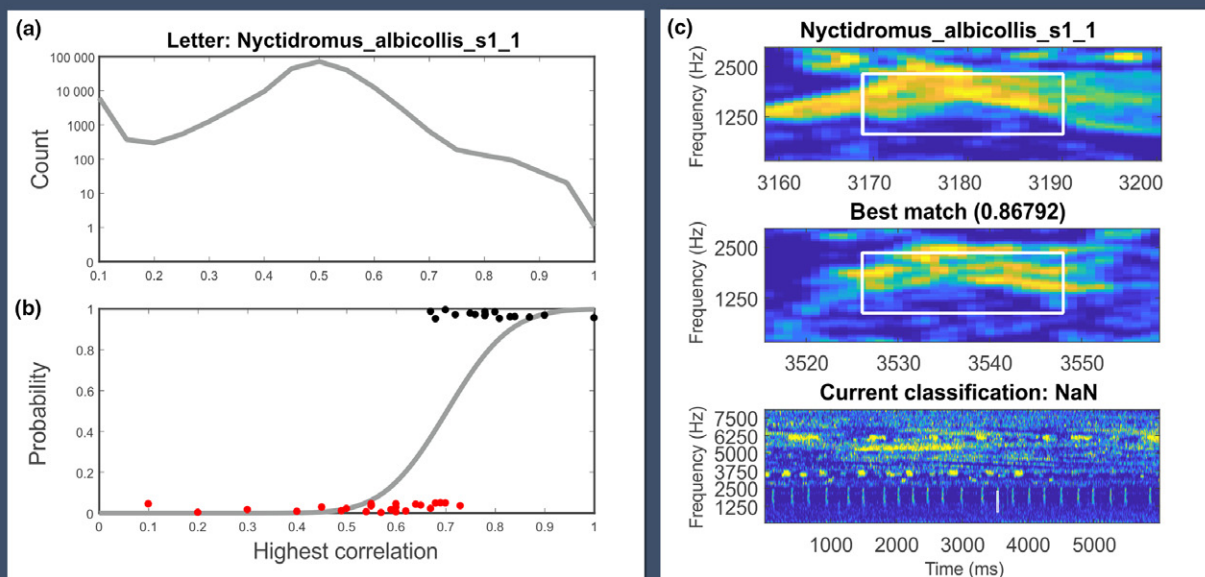 (a)
Letter: Nyctidromus_albicollis_s1_1
Count
100 000
10 000
1000
100
10
1
0
0.1 0.2 0.3 0.4 0.5 0.6 0.7 0.8 0.9 1
(b)
Probability
1
0.8
0.6
0.4
0.2
0
0 0.1 0.2 0.3 0.4 0.5 0.6 0.7 0.8 0.9 1
Highest correlation
(c)
Nyctidromus_albicollis_s1_1
Frequency (Hz)
2500
1250
3160 3170 3180 3190 3200
Best match (0.86792)
Frequency (Hz)
2500
1250
3520 3530 3540 3550
Current classification: NaN
Frequency (Hz)
7500
6250
5000
3750
2500
1250
1000 2000 3000 4000 5000
Time (ms)